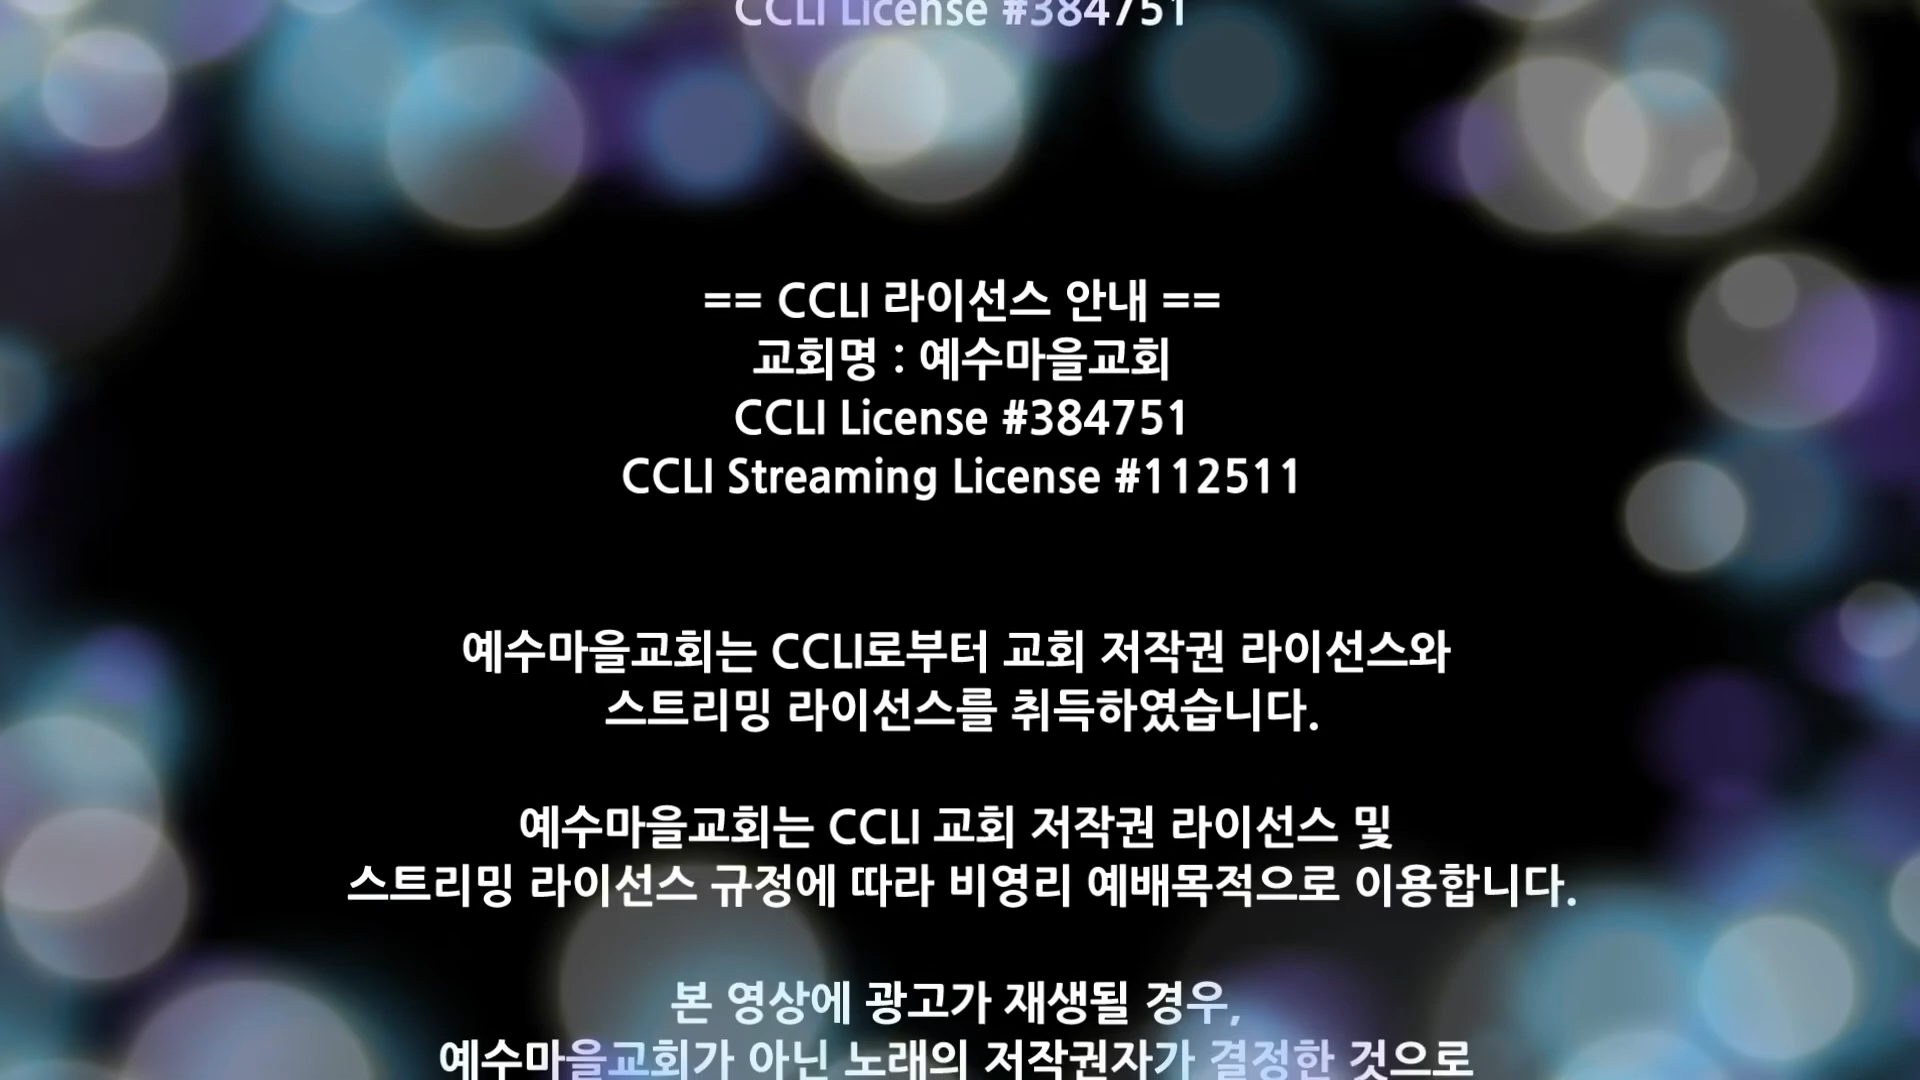 CCLI License #384751
== CCLI 라이선스 안내 ==
교회명 : 예수마을교회
CCLI License #384751
CCLI Streaming License #112511
예수마을교회는 CCLI로부터 교회 저작권 라이선스와
스트리밍 라이선스를 취득하였습니다.
예수마을교회는 CCLI 교회 저작권 라이선스 및
스트리밍 라이선스 규정에 따라 비영리 예배목적으로 이용합니다.
본 영상에 광고가 재생될 경우,
예수마을교회가 아닌 노래의 저작권자가 결정한 것으로